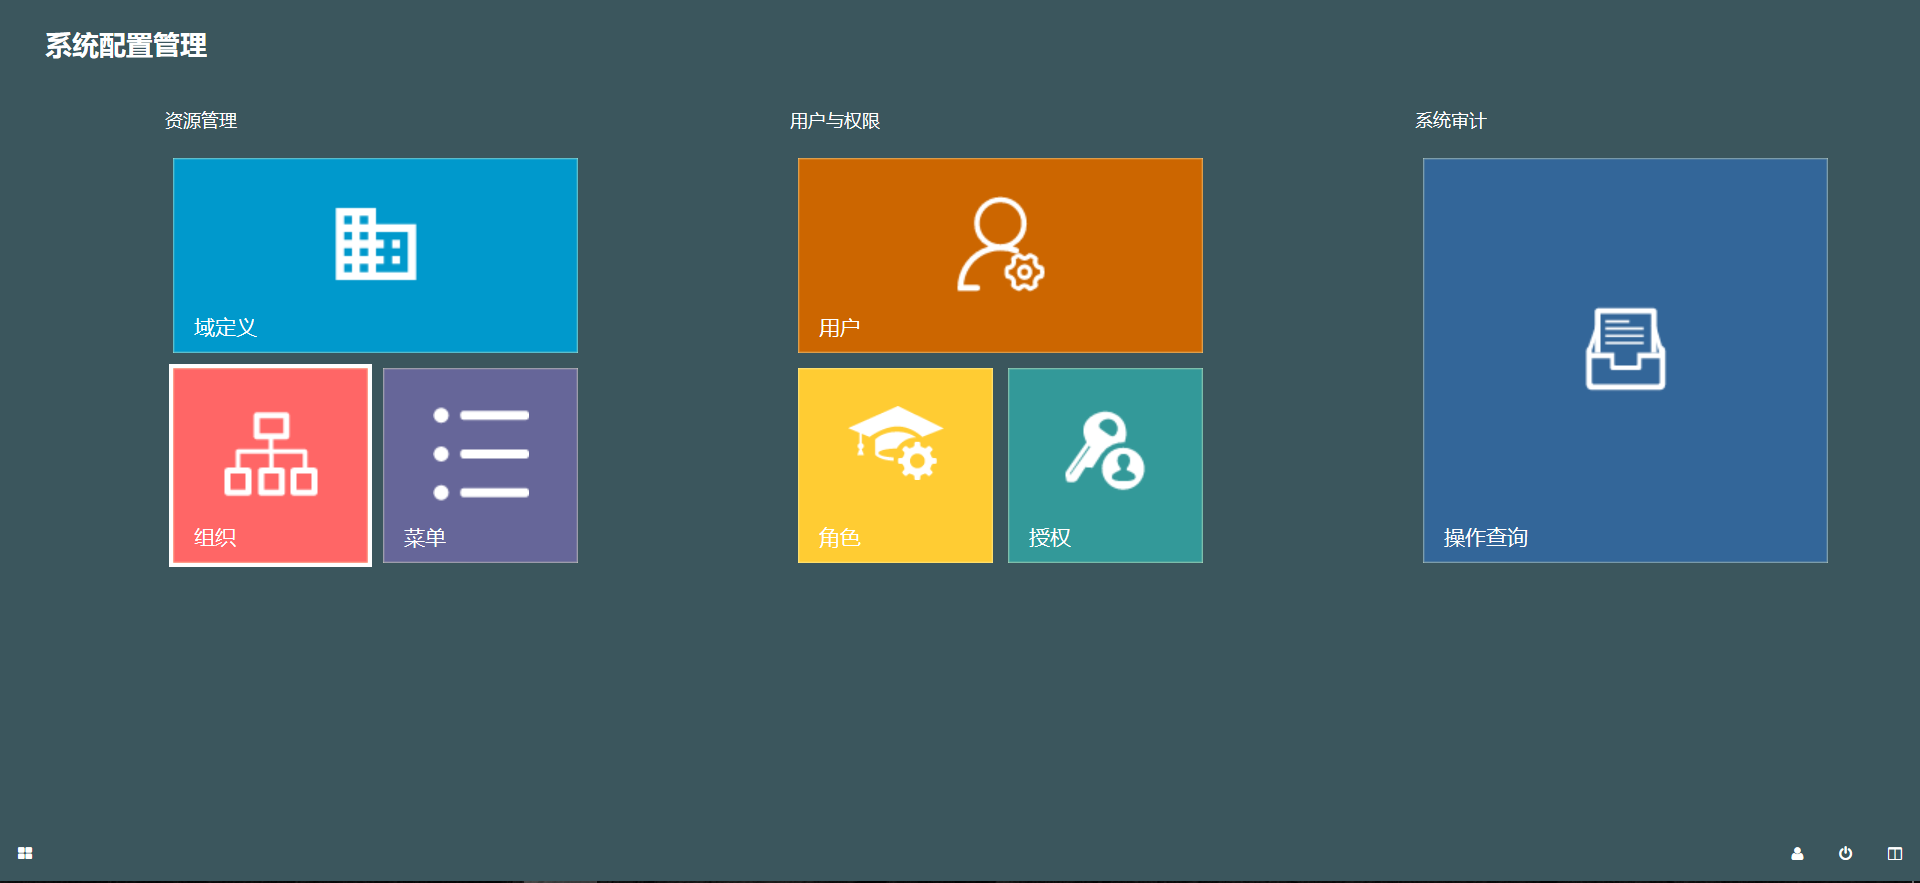 系统配置管理
资源管理
域定义
组织
菜单
用户与权限
用户
角色
授权
系统审计
操作查询